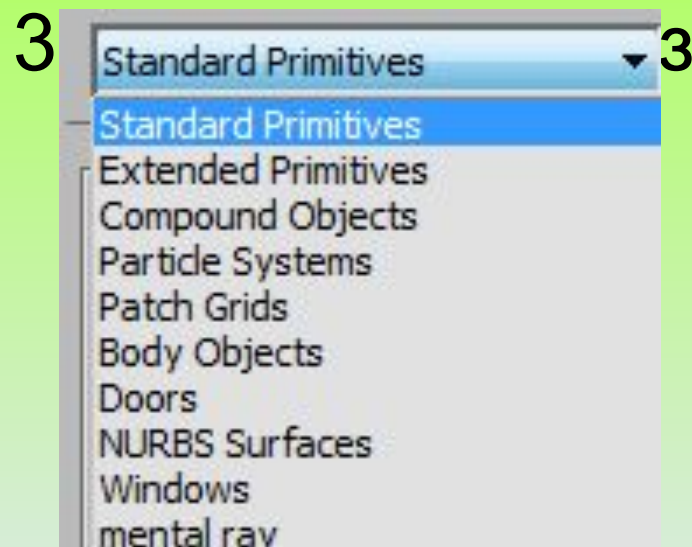 3 Standard Primitives 3
Standard Primitives
Extended Primitives
Compound Objects
Particle Systems
Patch Grids
Body Objects
Doors
NURBS Surfaces
Windows
mental ray